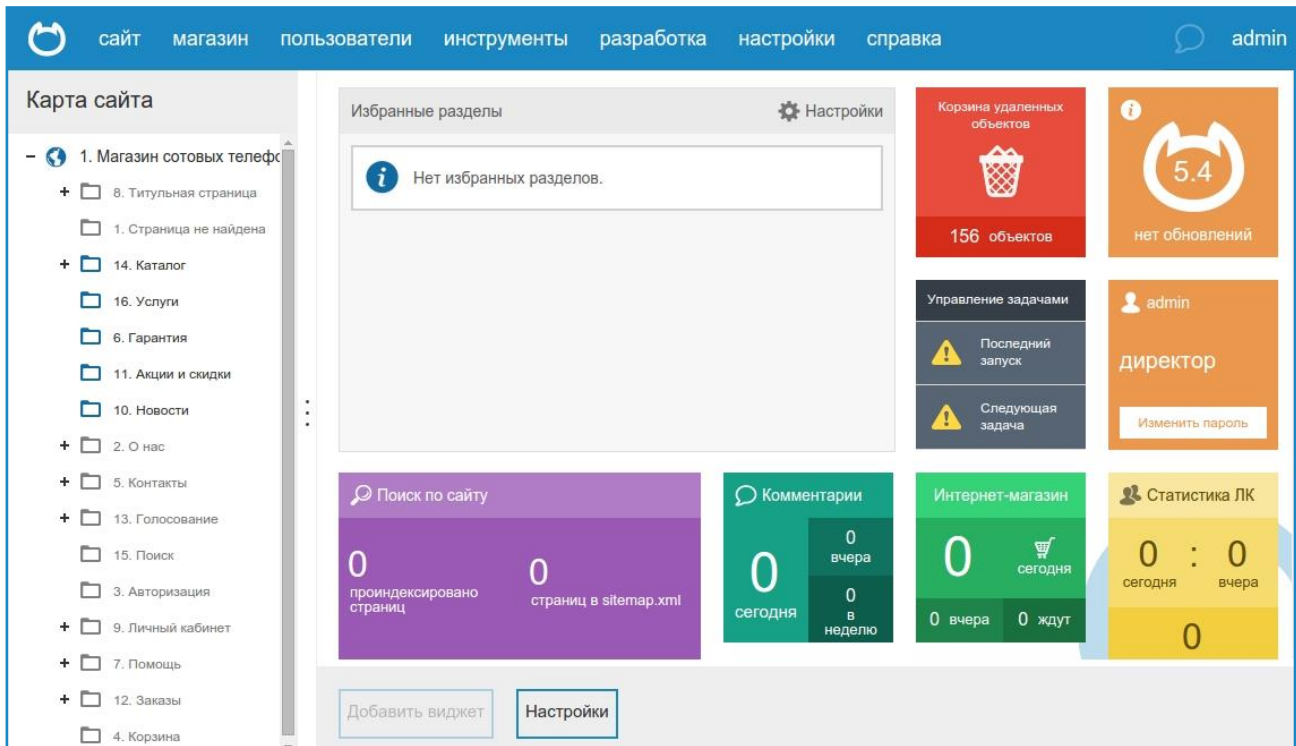 сайт магазин пользователи инструменты разработка настройки справка admin
Карта сайта
1. Магазин сотовых телефо
8. Титульная страница
1. Страница не найдена
14. Каталог
16. Услуги
6. Гарантия
11. Акции и скидки
10. Новости
2. О нас
5. Контакты
13. Голосование
15. Поиск
3. Авторизация
9. Личный кабинет
7. Помощь
12. Заказы
4. Корзина
Избранные разделы Настройки
Нет избранных разделов.
Корзина удаленных
объектов
156 объектов
5.4
нет обновлений
Управление задачами
Последний
запуск
Следующая
задача
admin
директор
Изменить пароль
Поиск по сайту
0
проиндексировано
страниц
0
страниц в sitemap.xml
Комментарии
0
сегодня
0
вчера
0
в
неделю
Интернет-магазин
0
сегодня
0 вчера 0 ждут
Статистика ЛК
0 : 0
сегодня вчера
0
Добавить виджет Настройки